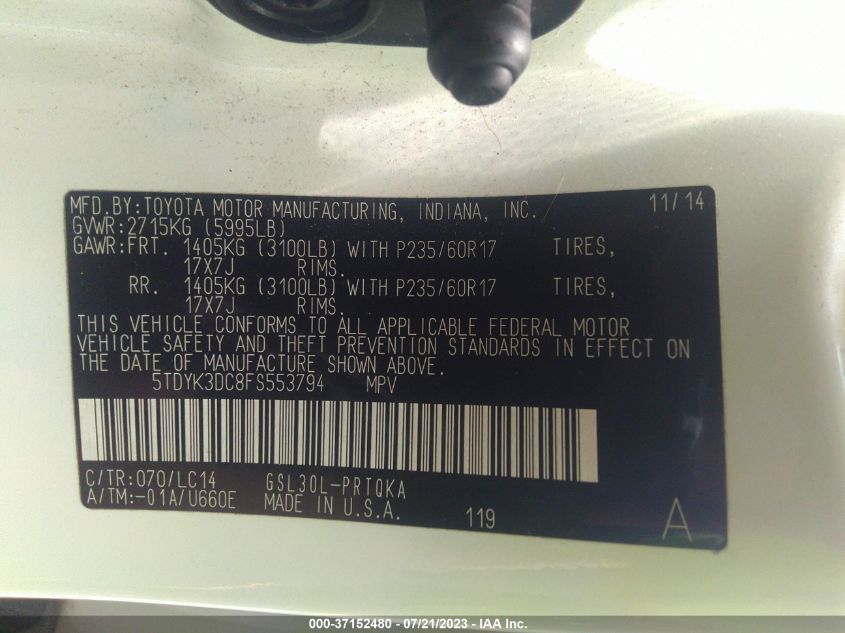 MFD.BY:TOYOTA MOTOR MANUFACTURING, INDIANA, INC. 11/14
GVWR:2715KG (5995LB)
GAWR:FRT. 1405KG (3100LB) WITH P235/60R17 TIRES,
17X7J RIMS.
RR. 1405KG (3100LB) WITH P235/60R17 TIRES,
17X7J RIMS.
THIS VEHICLE CONFORMS TO ALL APPLICABLE FEDERAL MOTOR
VEHICLE SAFETY AND THEFT PREVENTION STANDARDS IN EFFECT ON
THE DATE OF MANUFACTURE SHOWN ABOVE.
5TDYK3DC8FS553794 MPV
C/TR:070/LC14 GSL30L-PRTQKA
A/TM:-01A/U660E MADE IN U.S.A. 119 A
000-37152480 - 07/21/2023 - IAA Inc.